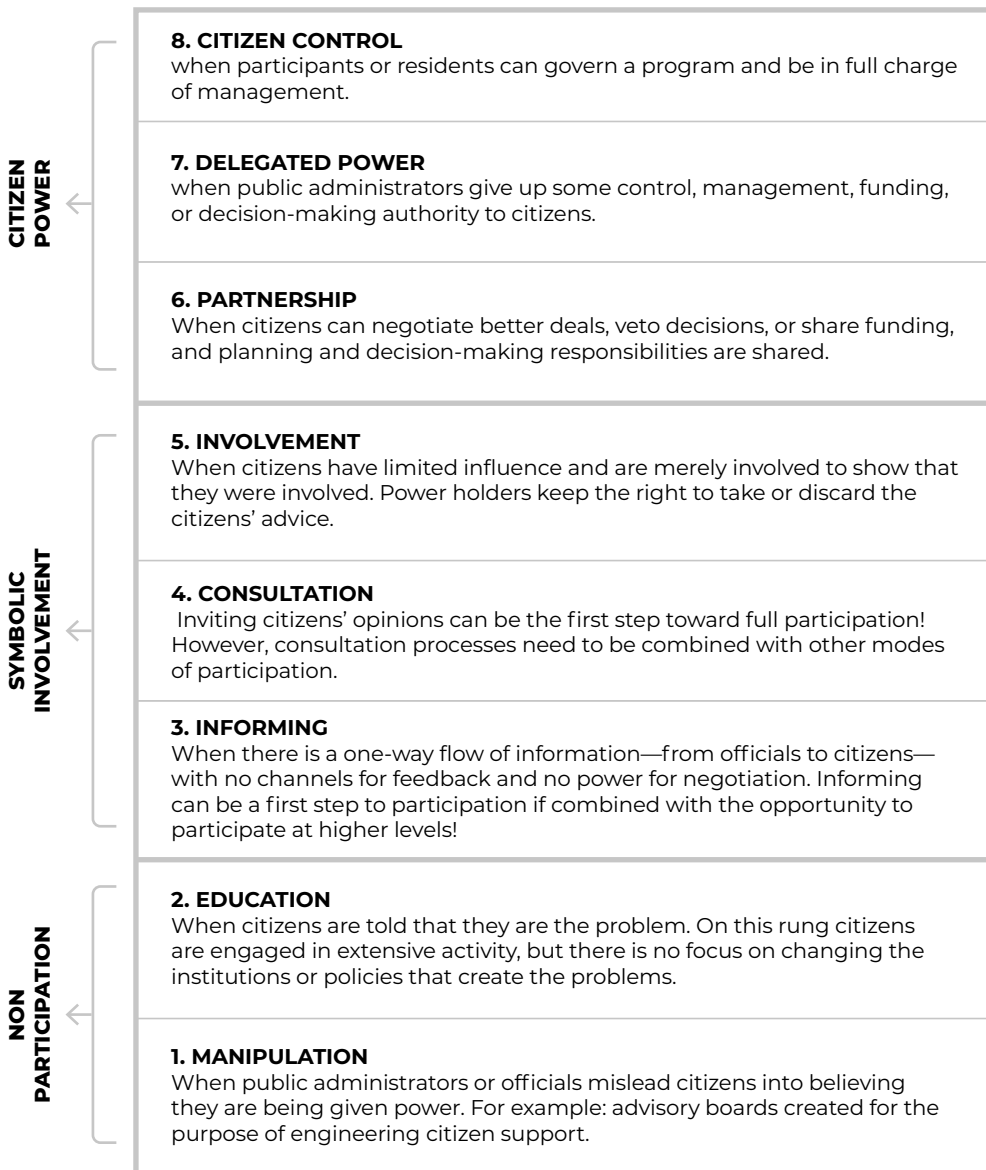 CITIZEN
POWER
8. CITIZEN CONTROL
when participants or residents can govern a program and be in full charge
of management.
7. DELEGATED POWER
when public administrators give up some control, management, funding,
or decision-making authority to citizens.
6. PARTNERSHIP
When citizens can negotiate better deals, veto decisions, or share funding,
and planning and decision-making responsibilities are shared.
SYMBOLIC
INVOLVEMENT
5. INVOLVEMENT
When citizens have limited influence and are merely involved to show that
they were involved. Power holders keep the right to take or discard the
citizens’ advice.
4. CONSULTATION
Inviting citizens’ opinions can be the first step toward full participation!
However, consultation processes need to be combined with other modes
of participation.
3. INFORMING
When there is a one-way flow of information—from officials to citizens—
with no channels for feedback and no power for negotiation. Informing
can be a first step to participation if combined with the opportunity to
participate at higher levels!
NON
PARTICIPATION
2. EDUCATION
When citizens are told that they are the problem. On this rung citizens
are engaged in extensive activity, but there is no focus on changing the
institutions or policies that create the problems.
1. MANIPULATION
When public administrators or officials mislead citizens into believing
they are being given power. For example: advisory boards created for the
purpose of engineering citizen support.